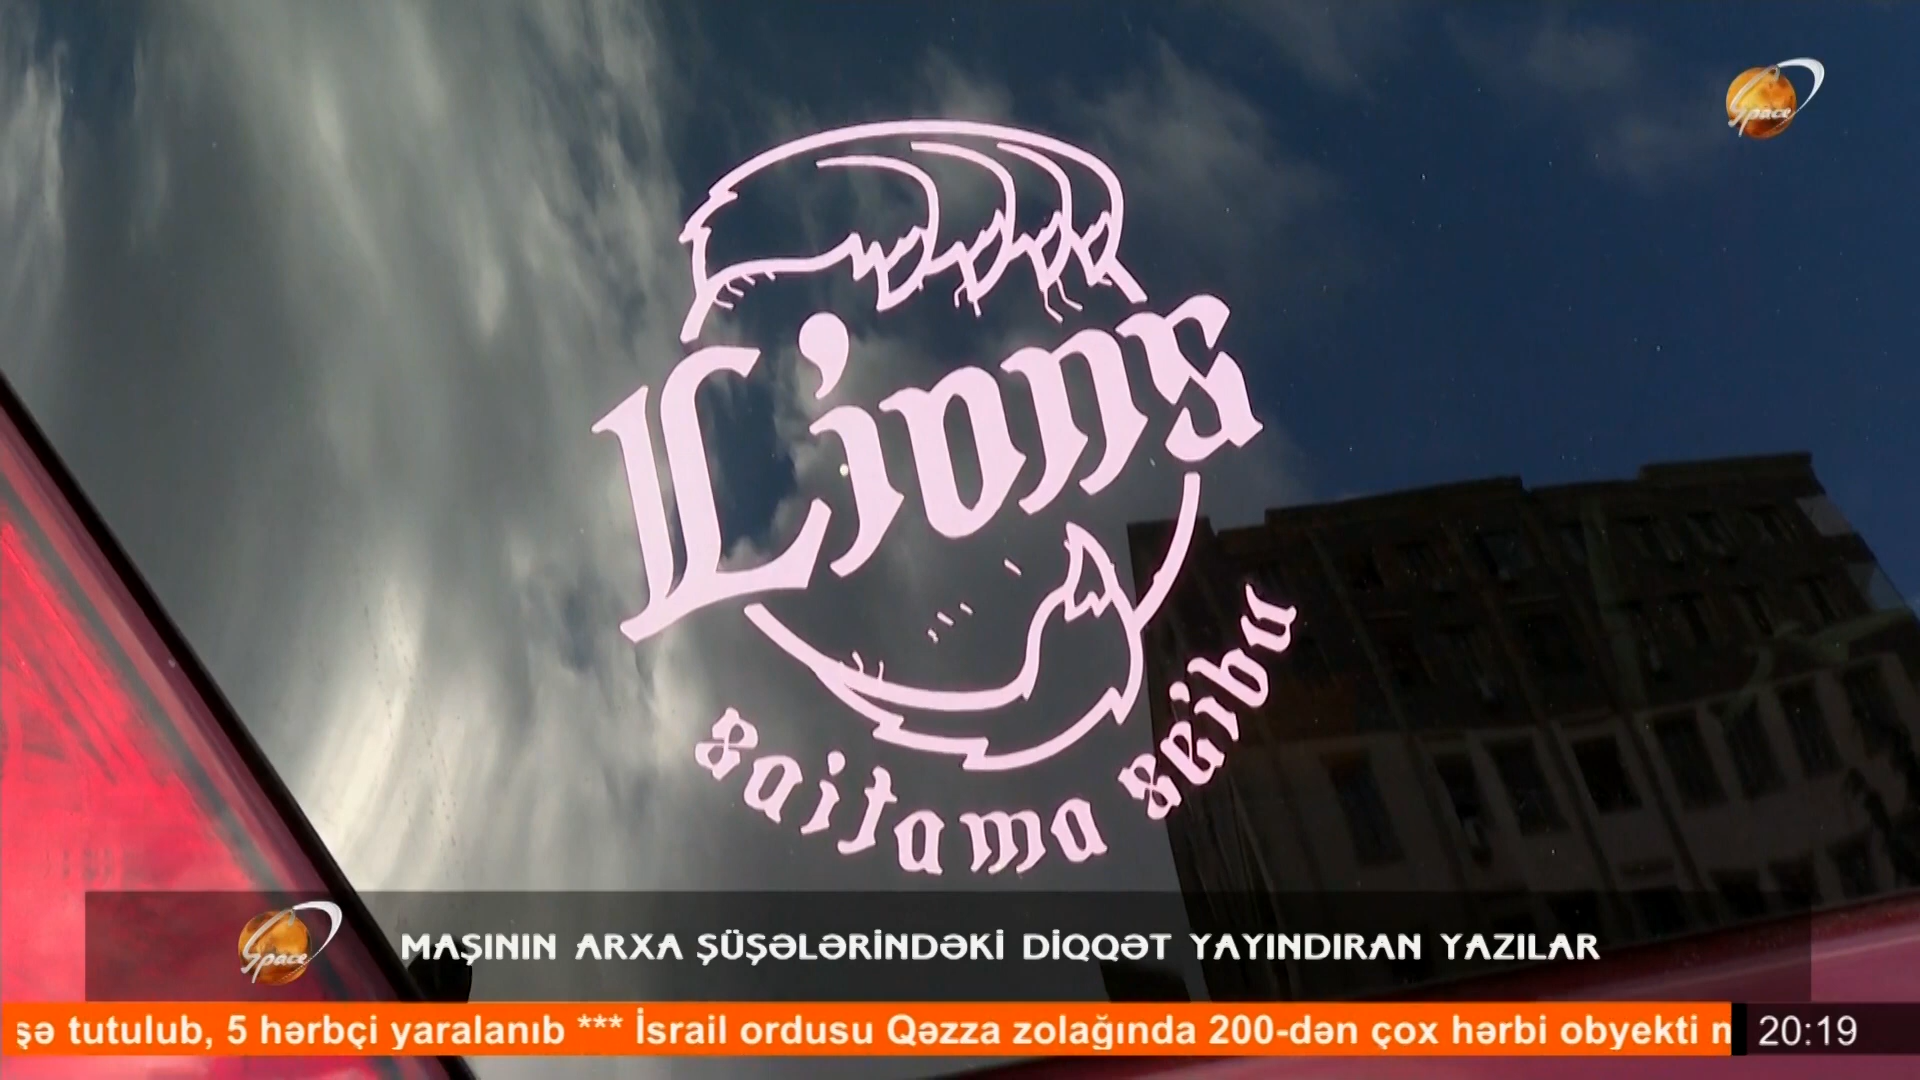 Space
Lions
saitama seibu
Space
MAŞININ ARXA ŞÜŞƏLƏRİNDƏKİ DİQQƏT YAYINDIRAN YAZILAR
şə tutulub, 5 hərbçi yaralanıb *** İsrail ordusu Qəzza zolağında 200-dən çox hərbi obyekti
20:19